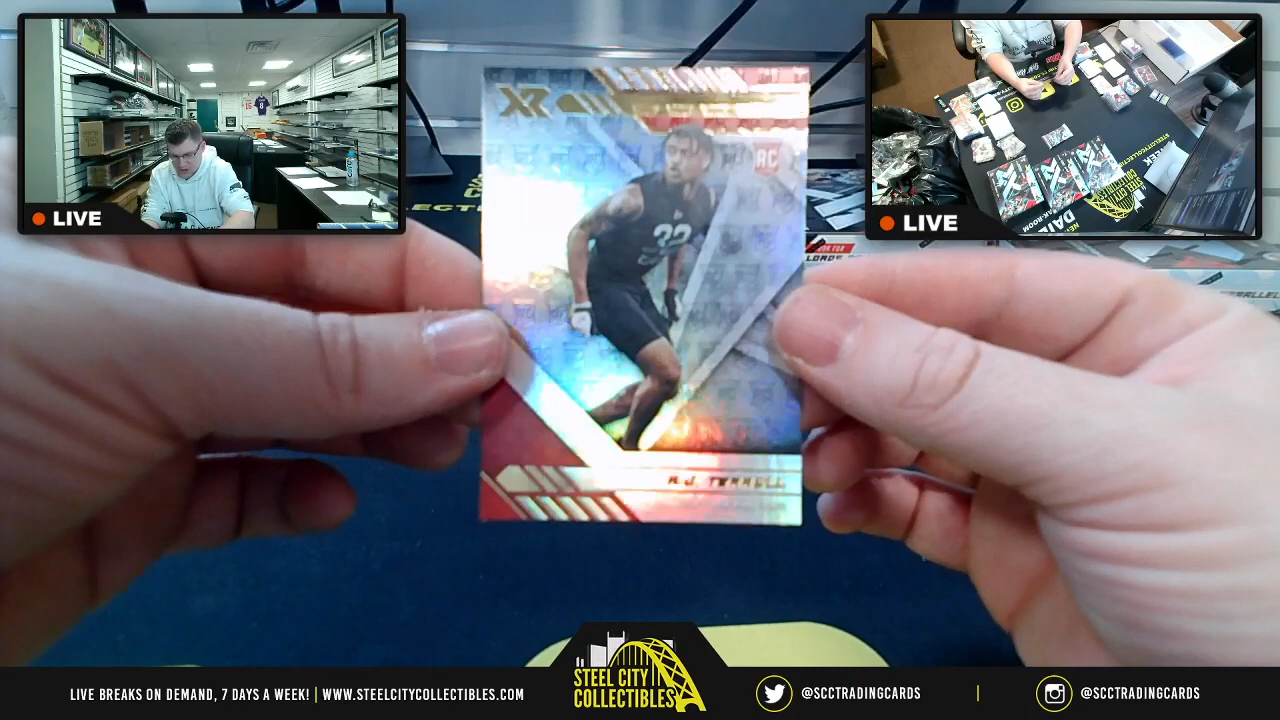 LIVE
LIVE
XR
RC
32
A.J. TERRELL
LIVE BREAKS ON DEMAND, 7 DAYS A WEEK! | WWW.STEELCITYCOLLECTIBLES.COM
STEEL CITY
COLLECTIBLES
@SCCTRADINGCARDS
@SCCTRADINGCARDS